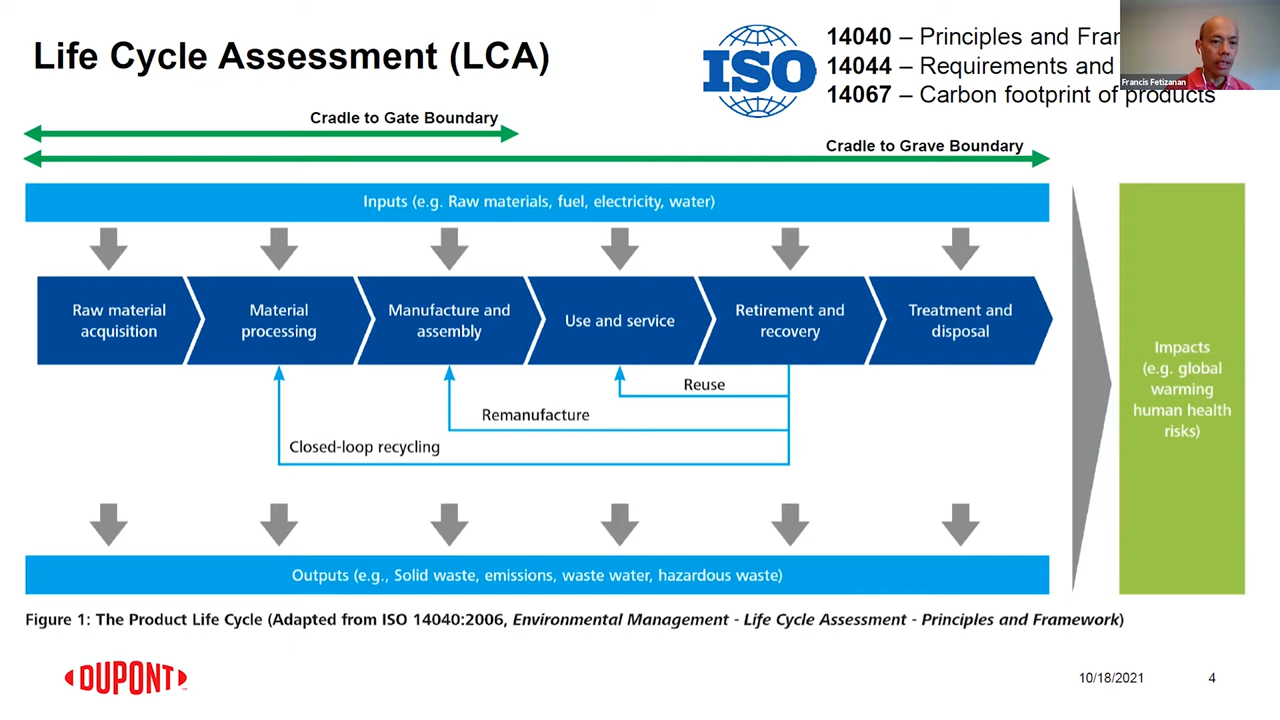 Life Cycle Assessment (LCA)
ISO
14040 – Principles and
14044 – Requirements and
14067 – Carbon footprint of products
Francis Fetizanan
Cradle to Gate Boundary
Cradle to Grave Boundary
Inputs (e.g. Raw materials, fuel, electricity, water)
Raw material
acquisition
Material
processing
Manufacture and
assembly
Use and service
Retirement and
recovery
Treatment and
disposal
Impacts
(e.g. global
warming
human health
risks)
Reuse
Remanufacture
Closed-loop recycling
Outputs (e.g., Solid waste, emissions, waste water, hazardous waste)
Figure 1: The Product Life Cycle (Adapted from ISO 14040:2006, Environmental Management - Life Cycle Assessment - Principles and Framework)
DUPONT
10/18/2021
4